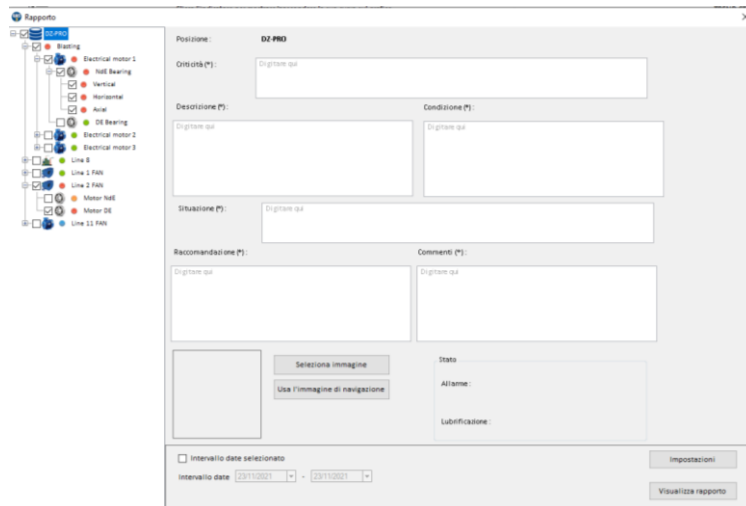 Rapporto
DZ-PRO
Blasting
Electrical motor 1
NdE Bearing
Vertical
Horizontal
Axial
DE Bearing
Electrical motor 2
Electrical motor 3
Line 8
Line 1 FAN
Line 2 FAN
Motor NdE
Motor DE
Line 11 FAN
Posizione : DZ-PRO
Criticità (*) : Digitare qui
Descrizione (*) : Condizione (*) :
Digitare qui Digitare qui
Situazione (*) : Digitare qui
Raccomandazione (*) : Commenti (*) :
Digitare qui Digitare qui
Seleziona immagine
Usa l'immagine di navigazione
Stato
Allarme :
Lubrificazione :
Intervallo date selezionato
Intervallo date 23/11/2021 - 23/11/2021
Impostazioni
Visualizza rapporto